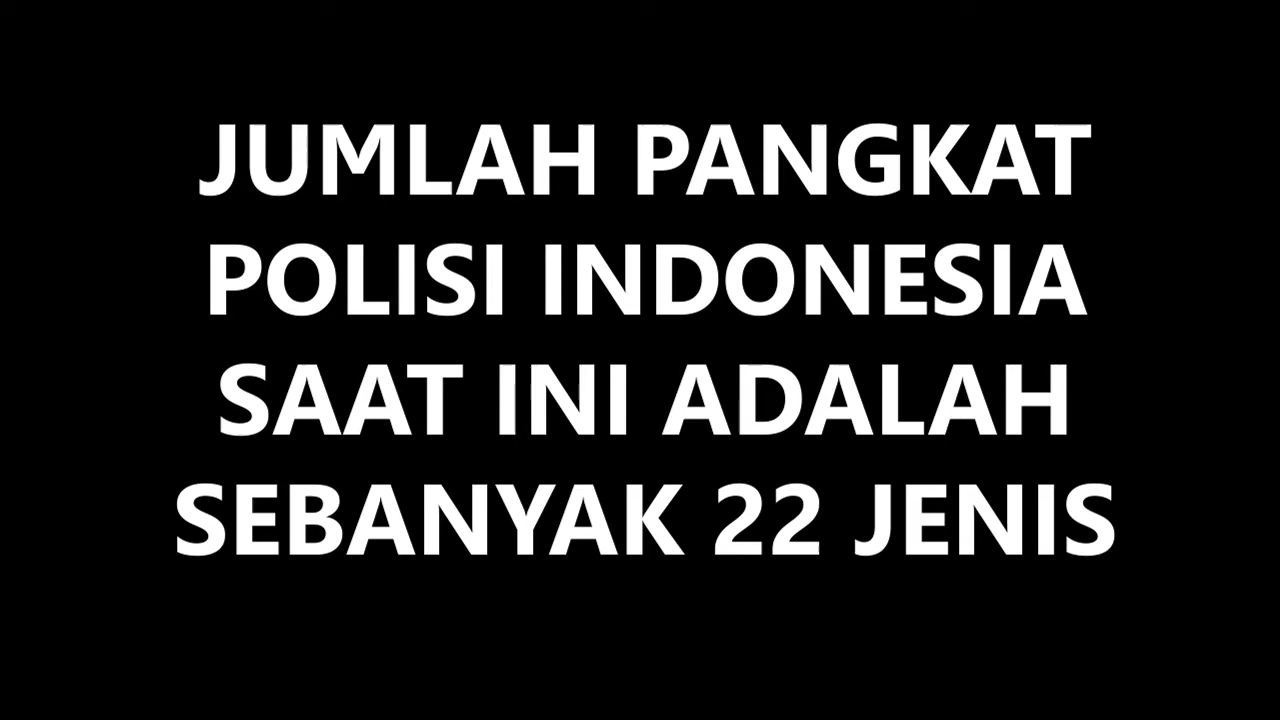 JUMLAH PANGKAT
POLISI INDONESIA
SAAT INI ADALAH
SEBANYAK 22 JENIS